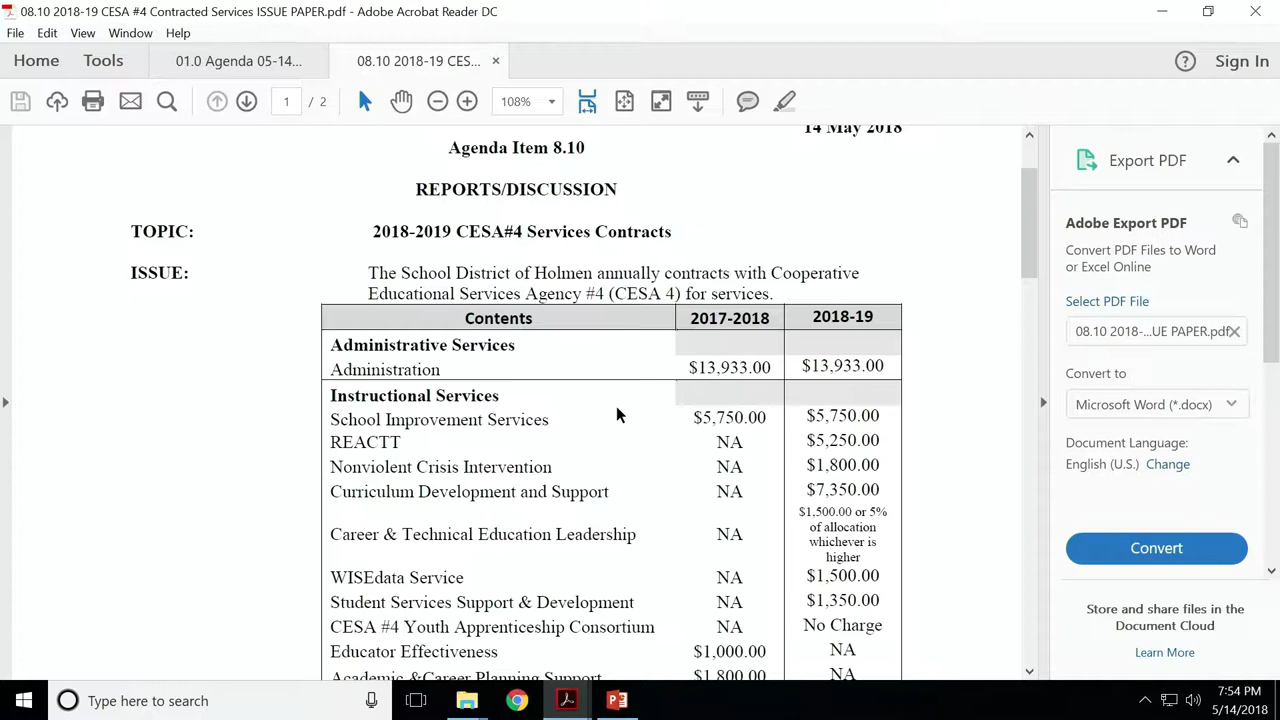 08.10 2018-19 CESA #4 Contracted Services ISSUE PAPER.pdf - Adobe Acrobat Reader DC
File Edit View Window Help
Home Tools 01.0 Agenda 05-14... 08.10 2018-19 CES... × Sign In
1 / 2 108%
14 May 2018
Agenda Item 8.10
REPORTS/DISCUSSION
TOPIC: 2018-2019 CESA#4 Services Contracts
ISSUE: The School District of Holmen annually contracts with Cooperative
Educational Services Agency #4 (CESA 4) for services.
Contents 2017-2018 2018-19
Administrative Services
Administration $13,933.00 $13,933.00
Instructional Services
School Improvement Services $5,750.00 $5,750.00
REACTT NA $5,250.00
Nonviolent Crisis Intervention NA $1,800.00
Curriculum Development and Support NA $7,350.00
Career & Technical Education Leadership NA $1,500.00 or 5%
of allocation
whichever is
higher
WISEdata Service NA $1,500.00
Student Services Support & Development NA $1,350.00
CESA #4 Youth Apprenticeship Consortium NA No Charge
Educator Effectiveness $1,000.00 NA
Academic &Career Planning Support $1,800.00 NA
Export PDF
Adobe Export PDF
Convert PDF Files to Word
or Excel Online
Select PDF File
08.10 2018-...UE PAPER.pdf
Convert to
Microsoft Word (*.docx)
Document Language:
English (U.S.) Change
Convert
Store and share files in the
Document Cloud
Learn More
Type here to search
7:54 PM
5/14/2018